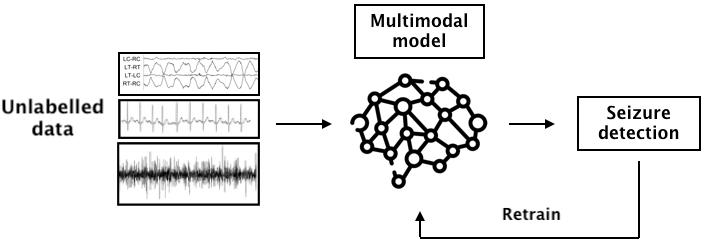 Multimodal
model
LC-RC
LT-RT
LT-LC
RT-RC
Unlabelled
data
Seizure
detection
Retrain